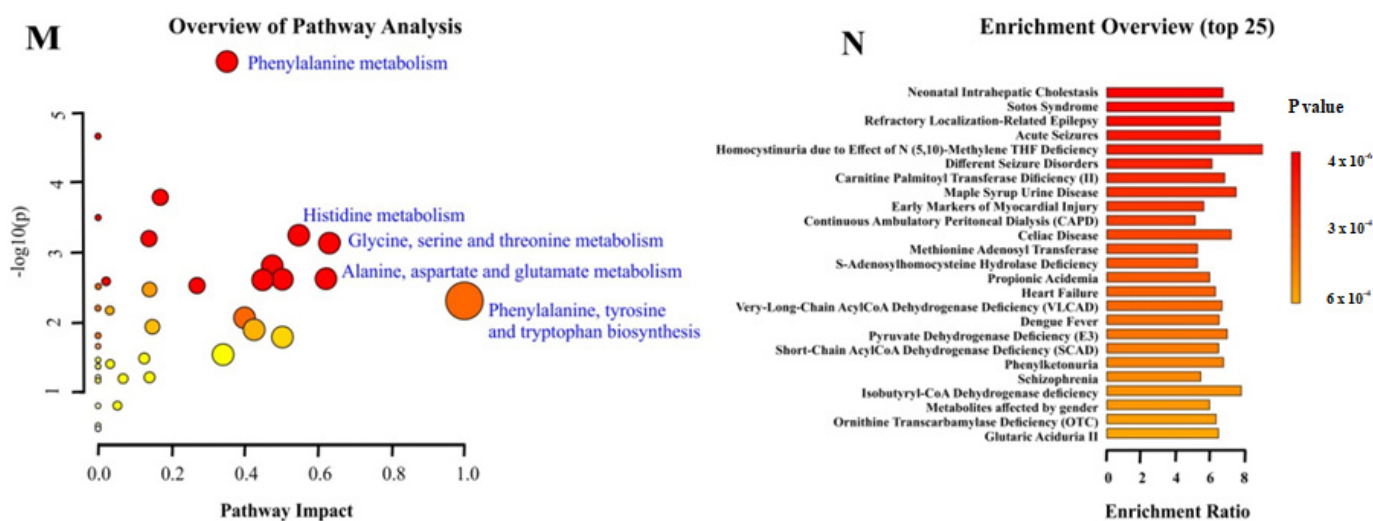 M
Overview of Pathway Analysis
Phenylalanine metabolism
-log10(p)
5
4
3
2
1
Histidine metabolism
Glycine, serine and threonine metabolism
Alanine, aspartate and glutamate metabolism
Phenylalanine, tyrosine
and tryptophan biosynthesis
0.0 0.2 0.4 0.6 0.8 1.0
Pathway Impact
N
Enrichment Overview (top 25)
Neonatal Intrahepatic Cholestasis
Sotos Syndrome
Refractory Localization-Related Epilepsy
Acute Seizures
Homocystinuria due to Effect of N (5,10)-Methylene THF Deficiency
Different Seizure Disorders
Carnitine Palmitoyl Transferase Dificiency (II)
Maple Syrup Urine Disease
Early Markers of Myocardial Injury
Continuous Ambulatory Peritoneal Dialysis (CAPD)
Celiac Disease
Methionine Adenosyl Transferase
S-Adenosylhomocysteine Hydrolase Deficiency
Propionic Acidemia
Heart Failure
Very-Long-Chain AcylCoA Dehydrogenase Deficiency (VLCAD)
Dengue Fever
Pyruvate Dehydrogenase Deficiency (E3)
Short-Chain AcylCoA Dehydrogenase Deficiency (SCAD)
Phenylketonuria
Schizophrenia
Isobutyryl-CoA Dehydrogenase deficiency
Metabolites affected by gender
Ornithine Transcarbamylase Deficiency (OTC)
Glutaric Aciduria II
0 2 4 6 8
Enrichment Ratio
P value
4 x 10⁻⁶
3 x 10⁻⁴
6 x 10⁻⁴